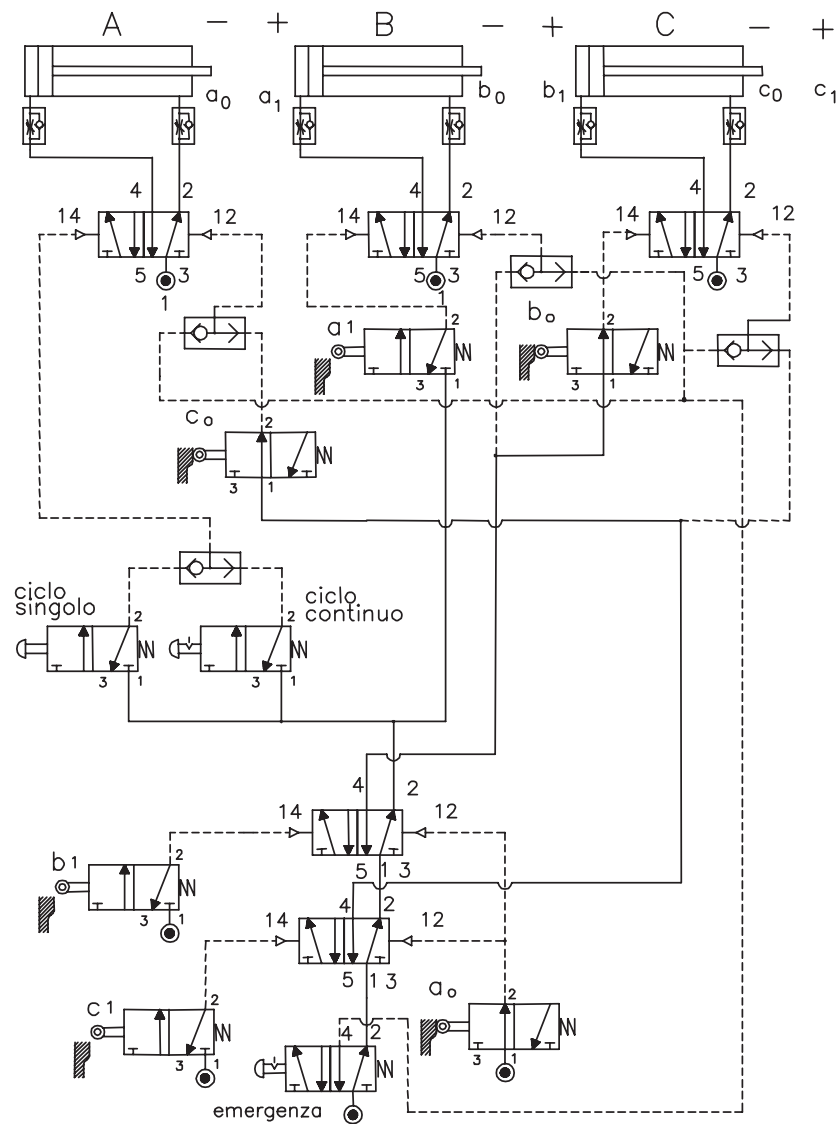 A − + B − + C − +
a0 a1 b0 b1 c0 c1
4 2 4 2 4 2
14 12 14 12 14 12
5 3 5 3 5 3
1 1
a1 2 bo 2
3 1 3 1
co 2
3 1
ciclo
singolo
ciclo
continuo
2 2
3 1 3 1
4 2
14 12
b1 2 5 1 3
3 1
4 2
14 12
5 1 3
c1 2 ao 2
4 2
3 1 3 1
emergenza